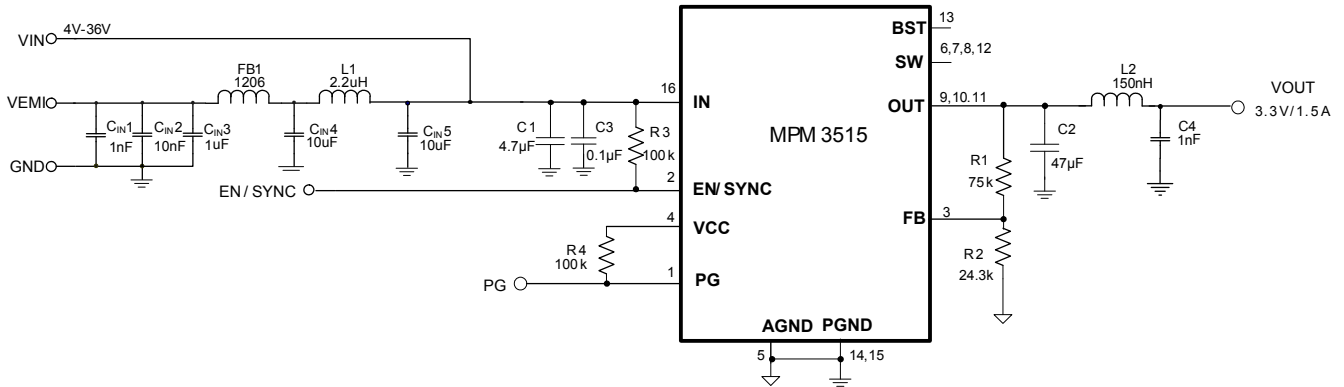 VIN
4V-36V
FB1
1206
L1
2.2uH
VEMI
CIN1
1nF
CIN2
10nF
CIN3
1uF
CIN4
10uF
CIN5
10uF
GND
C1
4.7µF
C3
0.1µF
R3
100k
EN / SYNC
R4
100k
PG
16
IN
2
EN/SYNC
4
VCC
1
PG
MPM3515
BST
13
SW
6,7,8,12
OUT
9,10.11
FB
3
AGND
PGND
5
14,15
R1
75k
R2
24.3k
C2
47µF
L2
150nH
C4
1nF
VOUT
3.3V/1.5A